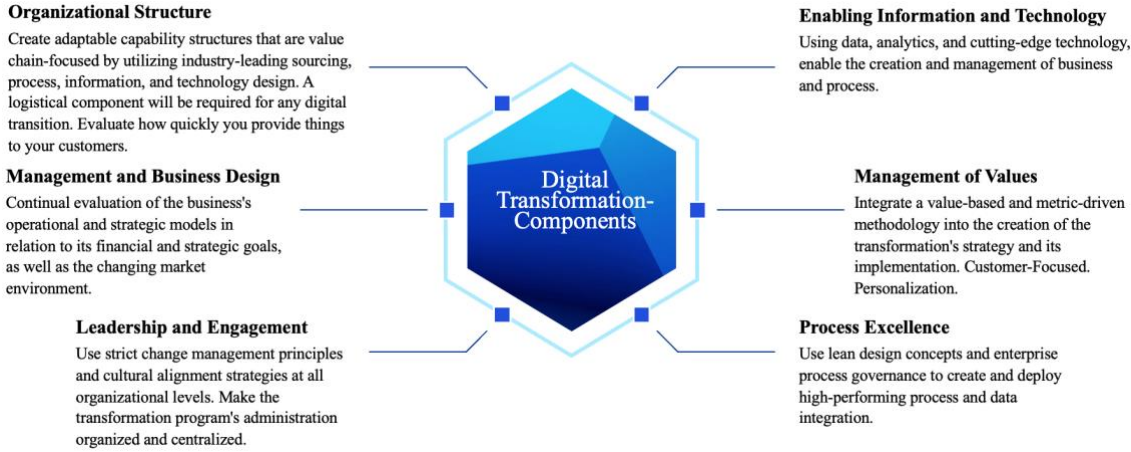 Organizational Structure
Create adaptable capability structures that are value
chain-focused by utilizing industry-leading sourcing,
process, information, and technology design. A
logistical component will be required for any digital
transition. Evaluate how quickly you provide things
to your customers.
Management and Business Design
Continual evaluation of the business's
operational and strategic models in
relation to its financial and strategic goals,
as well as the changing market
environment.
Leadership and Engagement
Use strict change management principles
and cultural alignment strategies at all
organizational levels. Make the
transformation program's administration
organized and centralized.
Digital
Transformation-
Components
Enabling Information and Technology
Using data, analytics, and cutting-edge technology,
enable the creation and management of business
and process.
Management of Values
Integrate a value-based and metric-driven
methodology into the creation of the
transformation's strategy and its
implementation. Customer-Focused.
Personalization.
Process Excellence
Use lean design concepts and enterprise
process governance to create and deploy
high-performing process and data
integration.